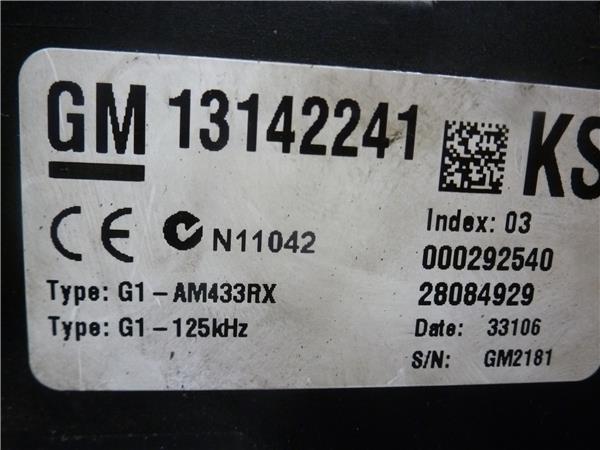 GM 13142241 KS
CE N11042
Index: 03
000292540
Type: G1-AM433RX
28084929
Type: G1-125kHz
Date: 33106
S/N: GM2181